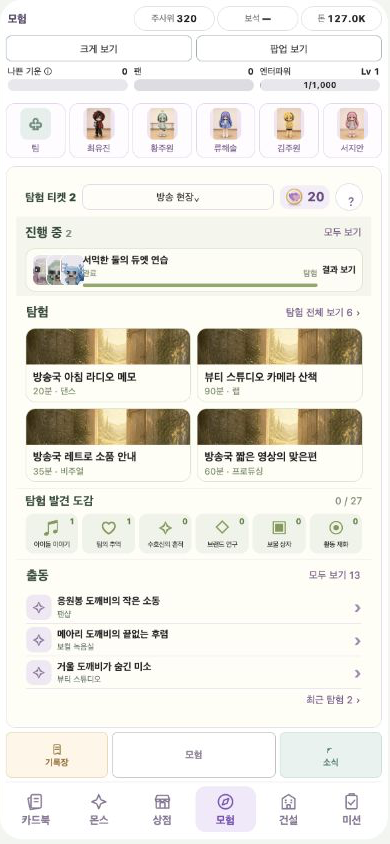 모험
주사위 320
보석 —
돈 127.0K
크게 보기
팝업 보기
나쁜 기운 ⓘ 0
팬 0
엔터파워 Lv 1
1/1,000
팀
최유진
황주원
류해솔
김주원
서지안
탐험 티켓 2
방송 현장
20
?
진행 중 2
모두 보기
서먹한 둘의 듀엣 연습
완료
탐험
결과 보기
탐험
탐험 전체 보기 6 ›
방송국 아침 라디오 메모
20분 · 댄스
뷰티 스튜디오 카메라 산책
90분 · 랩
방송국 레트로 소품 안내
35분 · 비주얼
방송국 짧은 영상의 맞은편
60분 · 프로듀싱
탐험 발견 도감
0 / 27
1
아이돌 이야기
1
팀의 추억
0
수호신의 흔적
0
브랜드 연구
0
보물 상자
0
활동 재화
출동
모두 보기 13
응원봉 도깨비의 작은 소동
팬샵
메아리 도깨비의 끝없는 후렴
보컬 녹음실
거울 도깨비가 숨긴 미소
뷰티 스튜디오
최근 탐험 2 ›
기록장
모험
소식
카드북
온스
상점
모험
건설
미션